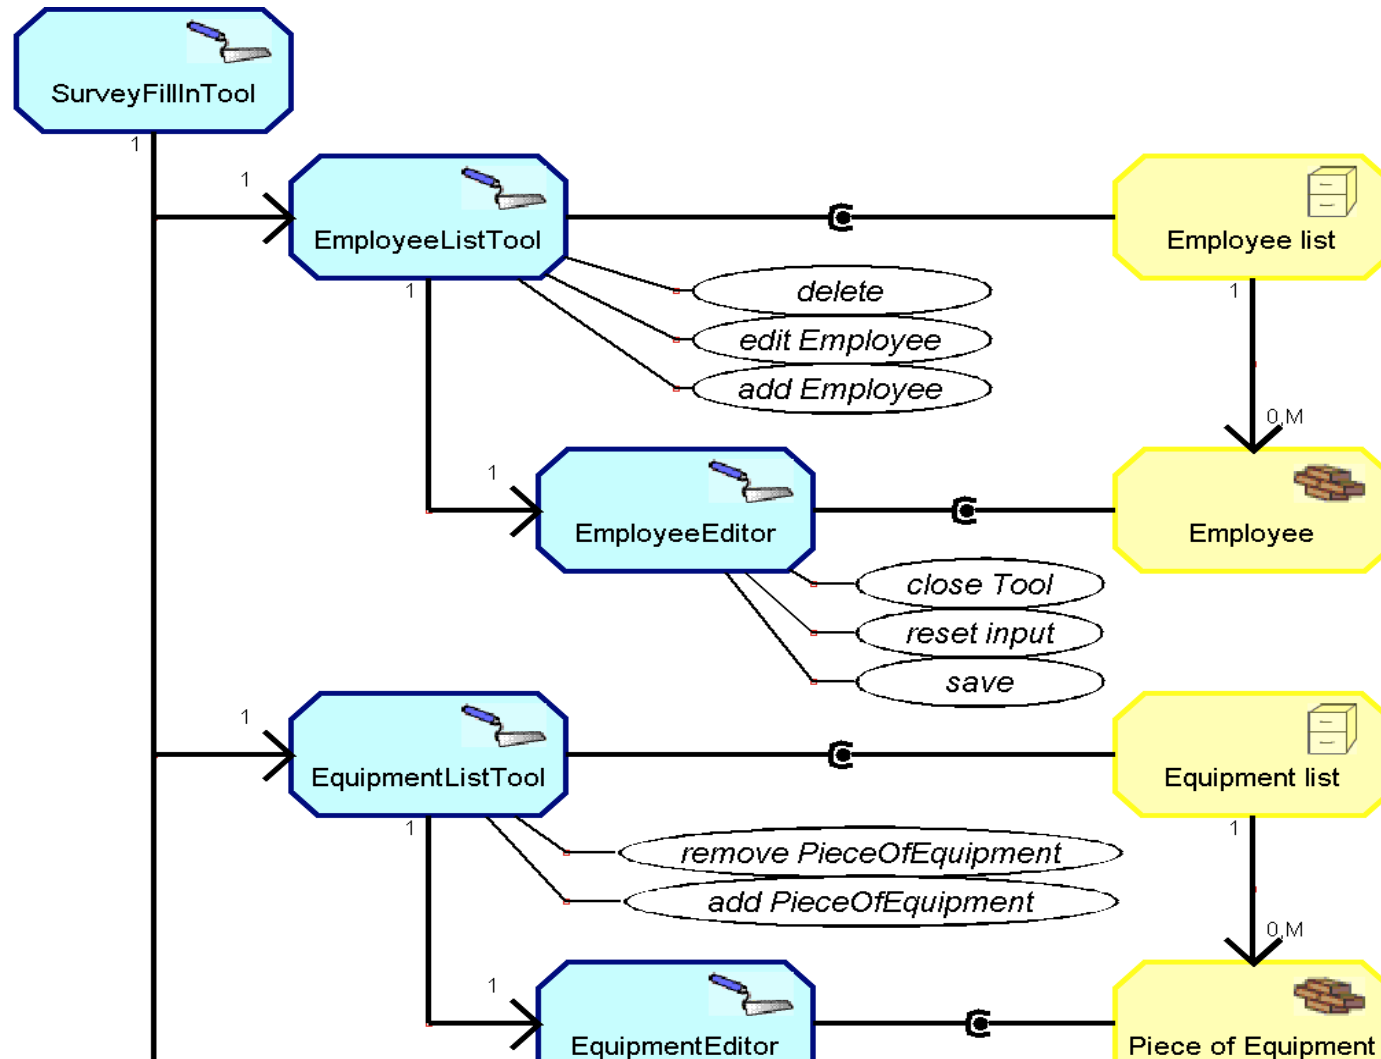 SurveyFillInTool
1
1
EmployeeListTool
Employee list
1
1
delete
edit Employee
add Employee
0,M
1
EmployeeEditor
Employee
close Tool
reset input
save
1
EquipmentListTool
Equipment list
1
1
remove PieceOfEquipment
add PieceOfEquipment
0,M
1
EquipmentEditor
Piece of Equipment